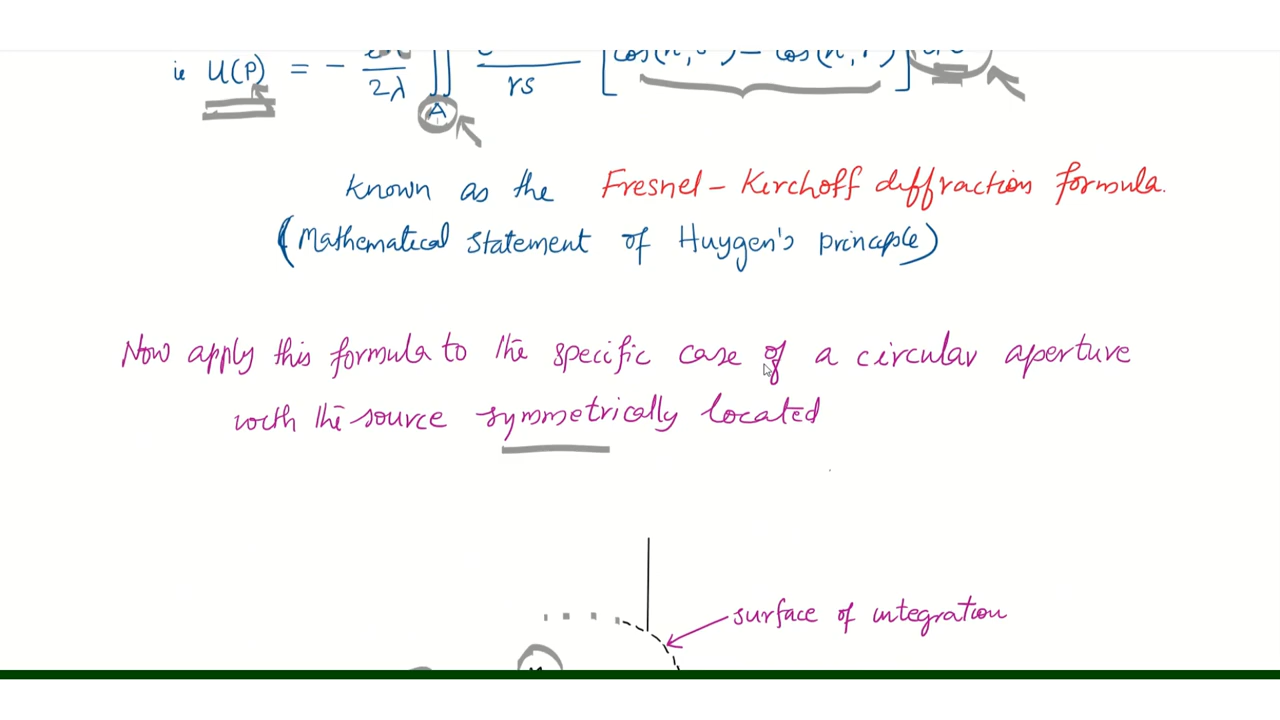 ie U(P) = - 2λ ∬ A rs
known as the Fresnel - Kirchoff diffraction formula.
(Mathematical statement of Huygen's principle)
Now apply this formula to the specific case of a circular aperture
with the source symmetrically located
surface of integration